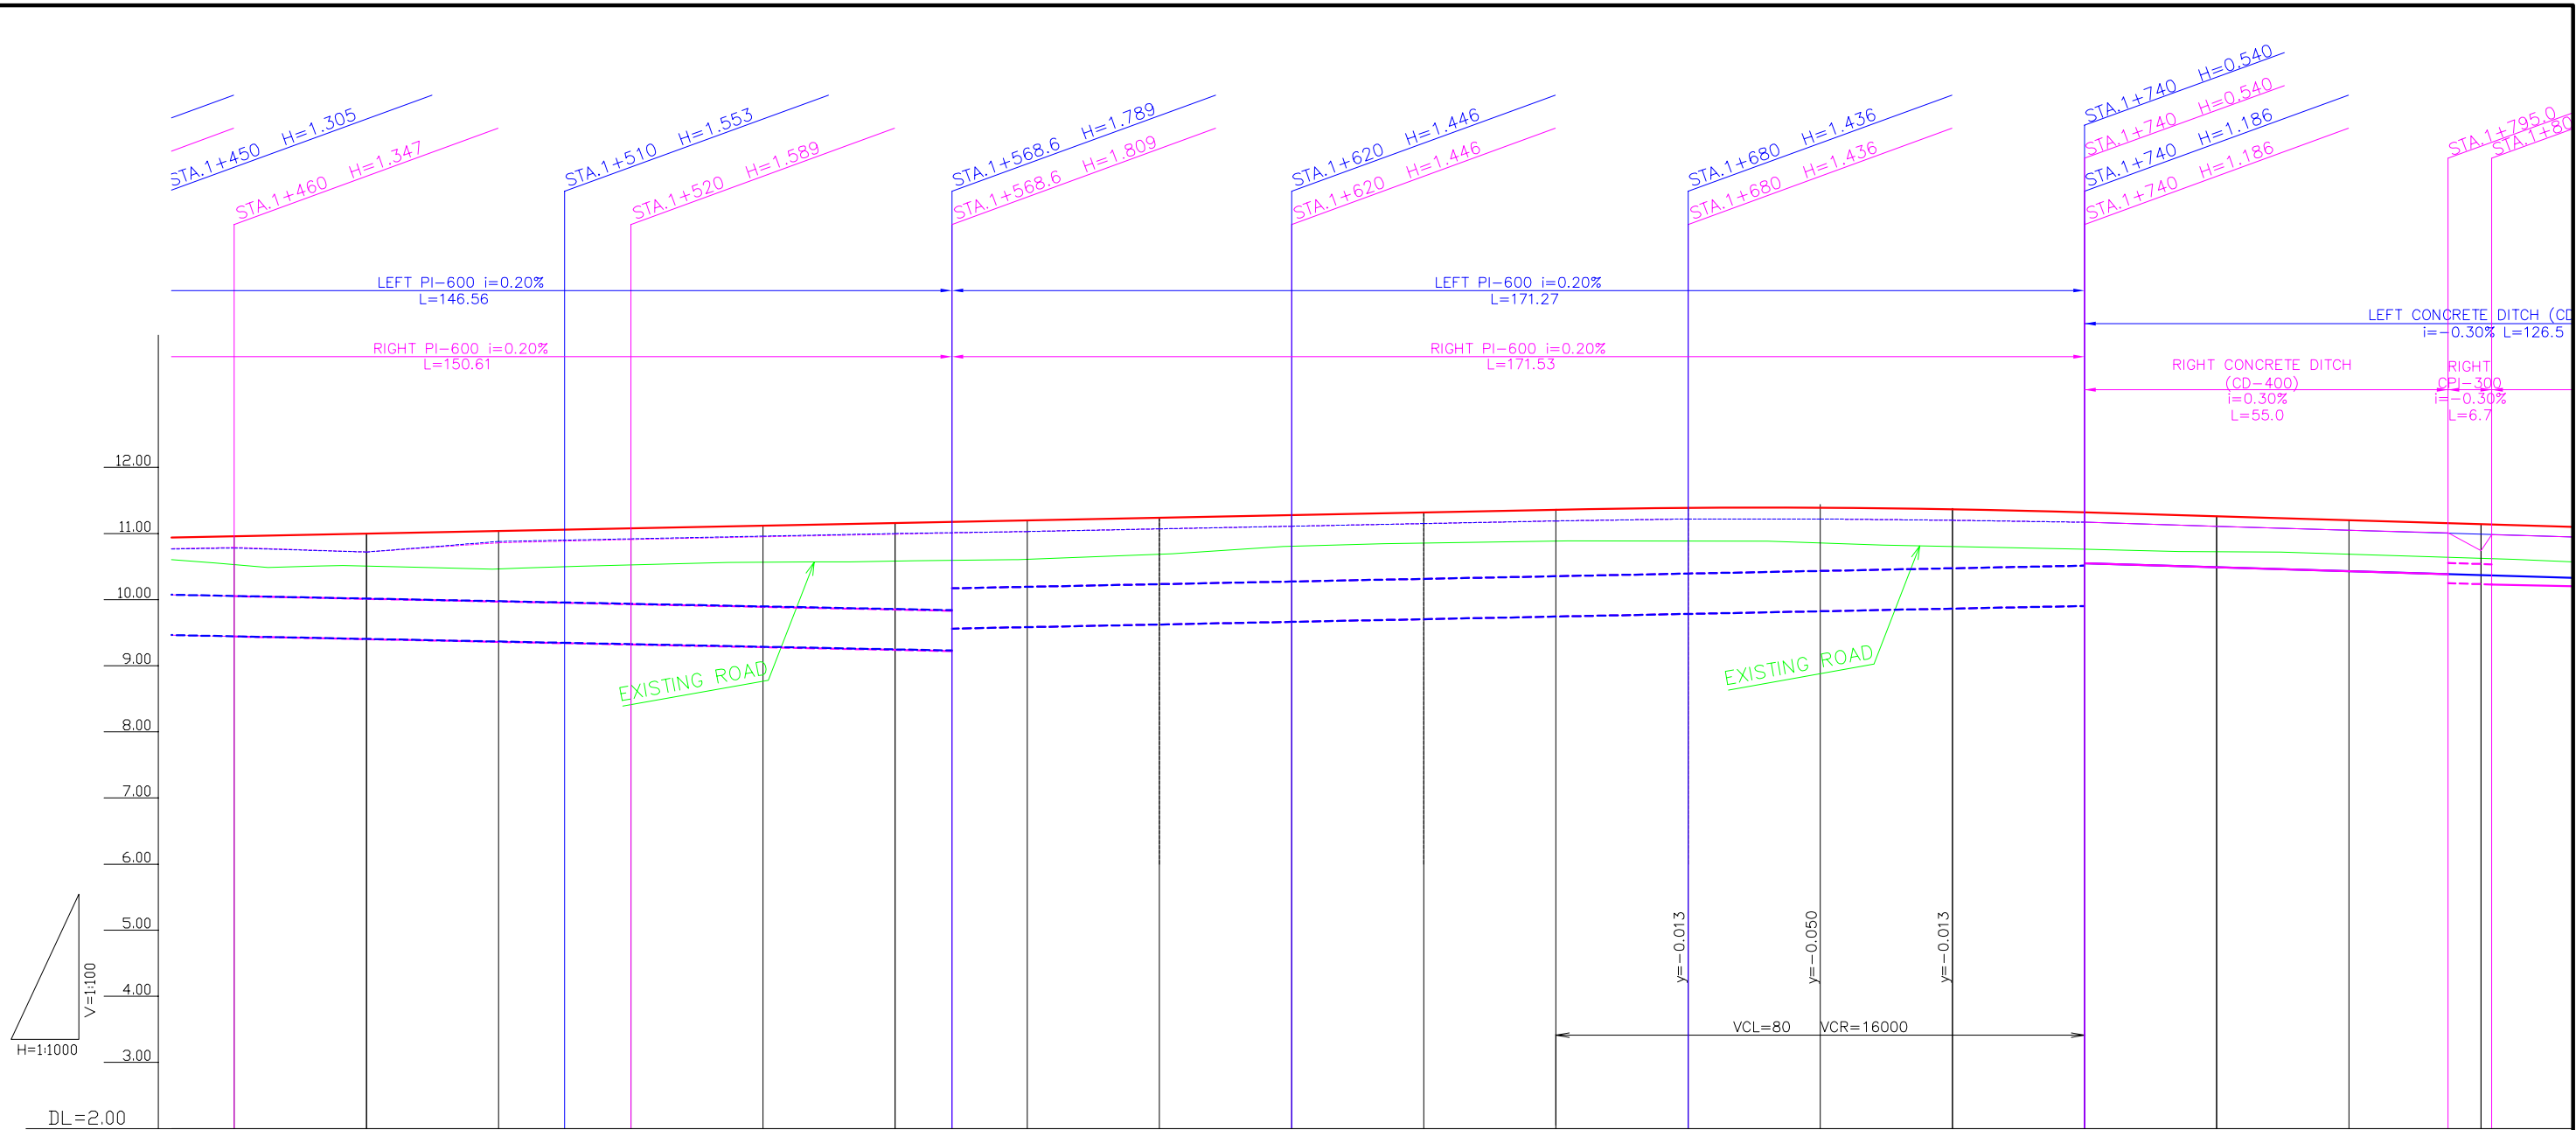 STA.1+450 H=1.305
STA.1+460 H=1.347
STA.1+510 H=1.553
STA.1+520 H=1.589
STA.1+568.6 H=1.789
STA.1+568.6 H=1.809
STA.1+620 H=1.446
STA.1+620 H=1.446
STA.1+680 H=1.436
STA.1+680 H=1.436
STA.1+740 H=0.540
STA.1+740 H=0.540
STA.1+740 H=1.186
STA.1+740 H=1.186
STA.1+795.0
STA.1+80
LEFT PI-600 i=0.20%
L=146.56
LEFT PI-600 i=0.20%
L=171.27
LEFT CONCRETE DITCH (CD
i=-0.30% L=126.5
RIGHT PI-600 i=0.20%
L=150.61
RIGHT PI-600 i=0.20%
L=171.53
RIGHT CONCRETE DITCH
(CD-400)
i=0.30%
L=55.0
RIGHT
CPI-300
i=-0.30%
L=6.7
12.00
11.00
10.00
9.00
8.00
7.00
6.00
5.00
4.00
3.00
DL=2.00
EXISTING ROAD
EXISTING ROAD
y=-0.013
y=-0.050
y=-0.013
VCL=80 VCR=16000
V=1:100
H=1:1000